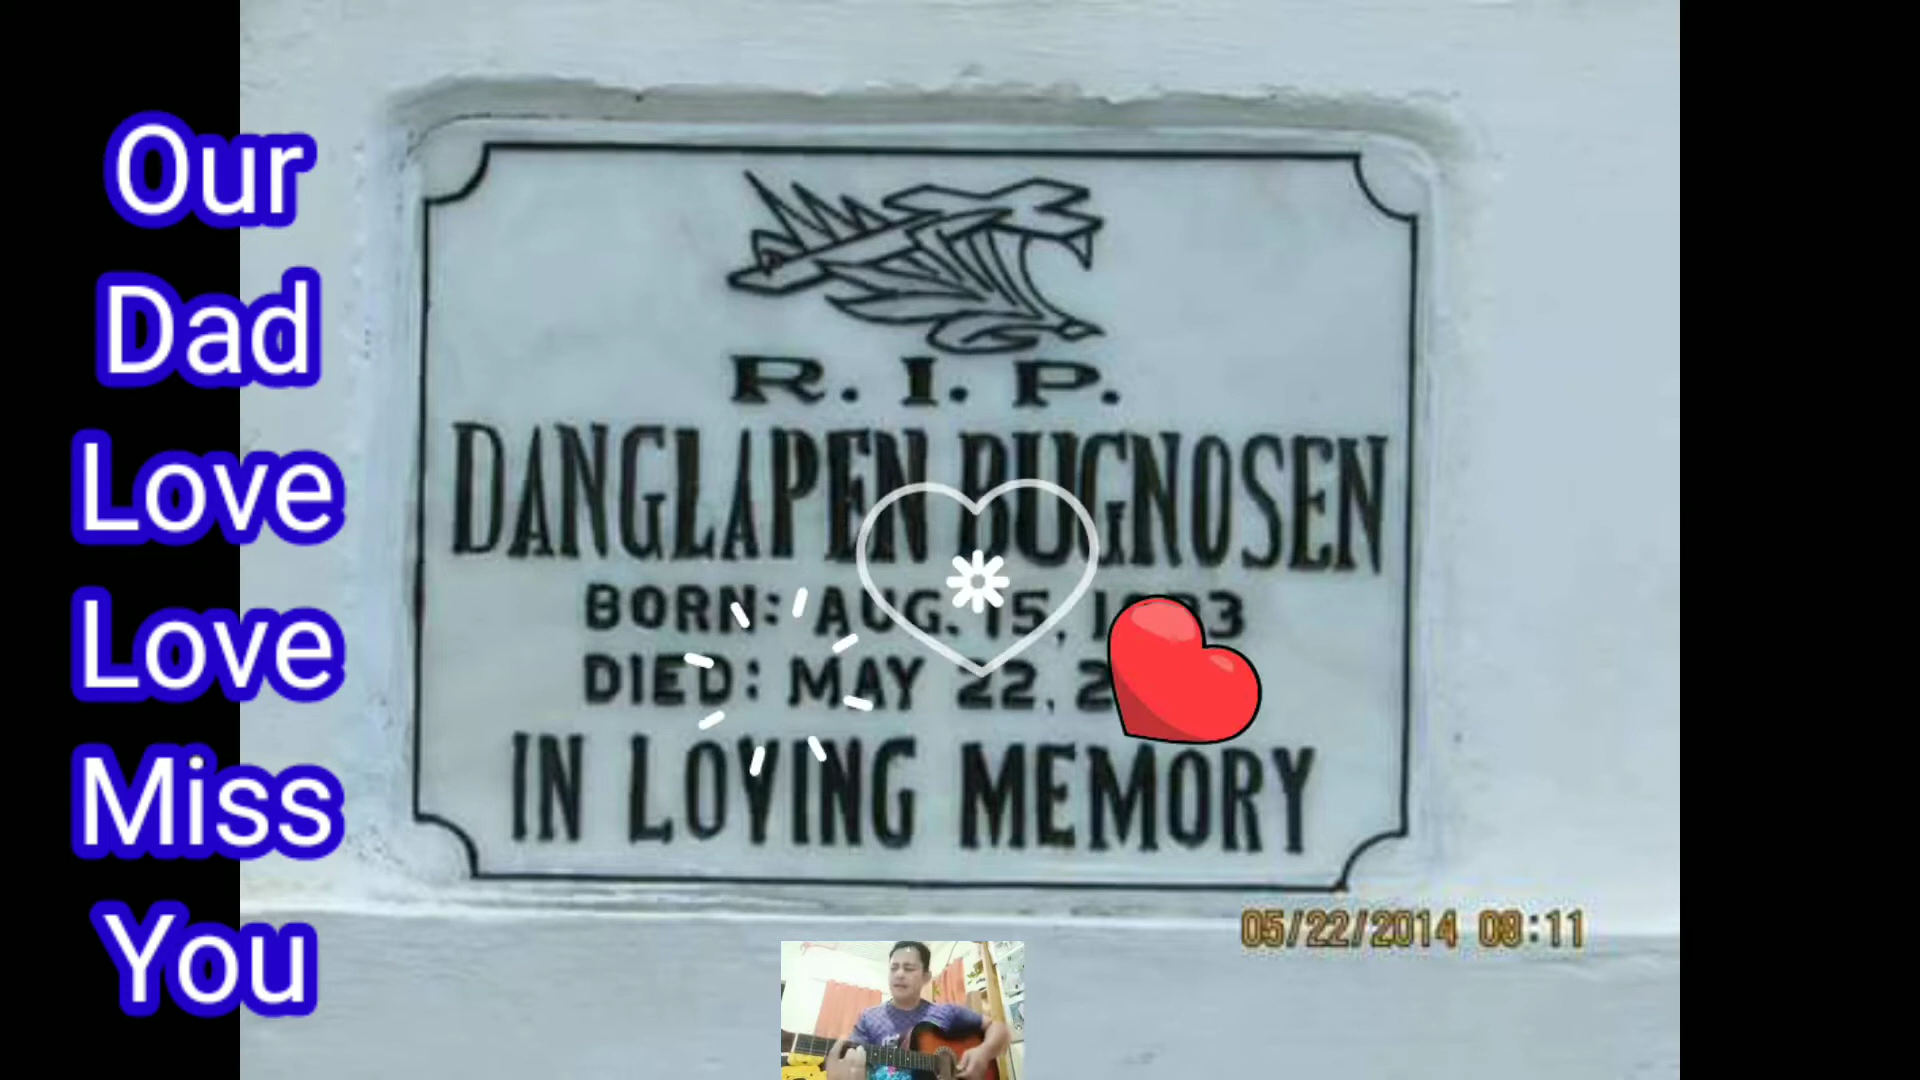 Our
Dad
Love
Love
Miss
You
R. I. P.
DANGLAPEN BUGNOSEN
BORN: AUG. 15,
DIED: MAY 22,
IN LOVING MEMORY
05/22/2014 09:11